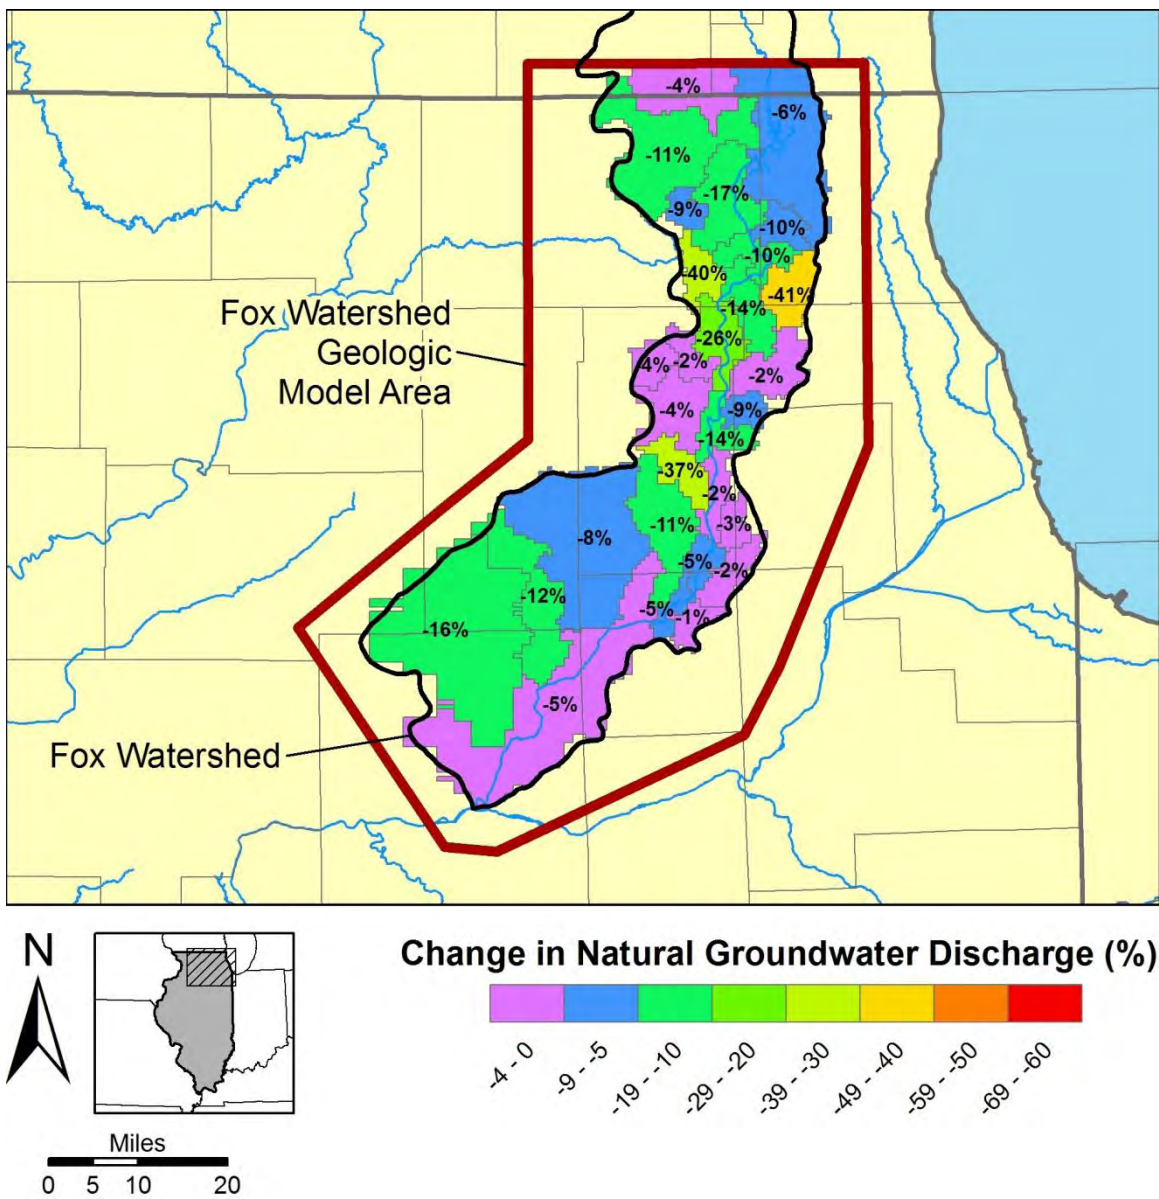 -4%
-6%
-11%
-17%
-9%
-10%
-10%
-40%
-41%
-14%
Fox Watershed
Geologic
Model Area
-26%
-4%
-2%
-2%
-4%
-9%
-14%
-37%
-2%
-11%
-3%
-8%
-5%
-2%
-12%
-5%
-1%
-16%
-5%
Fox Watershed
N
Change in Natural Groundwater Discharge (%)
-4 - 0
-9 - -5
-19 - -10
-29 - -20
-39 - -30
-49 - -40
-59 - -50
-69 - -60
Miles
0 5 10 20